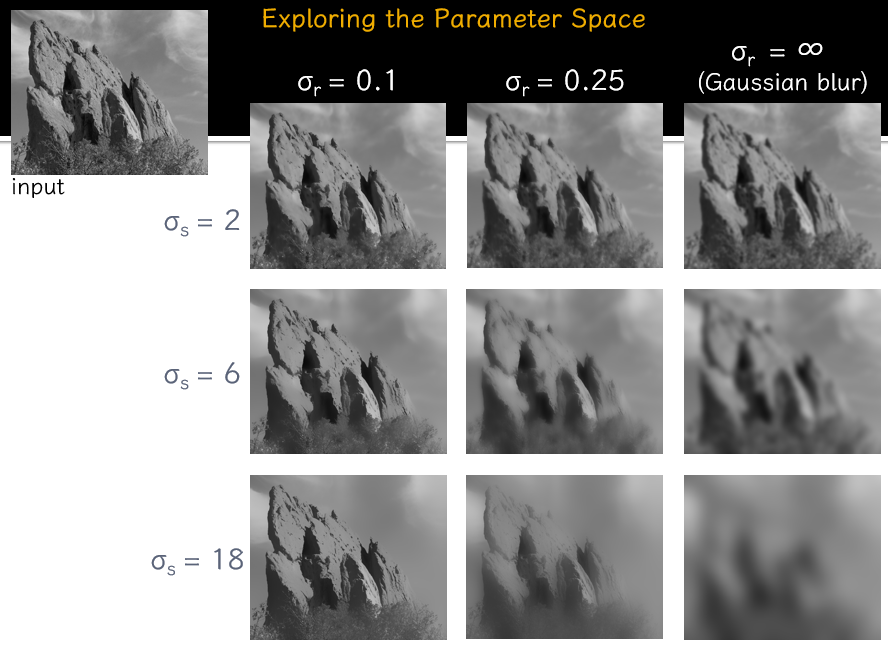 Exploring the Parameter Space
σr = 0.1
σr = 0.25
σr = ∞
(Gaussian blur)
input
σs = 2
σs = 6
σs = 18